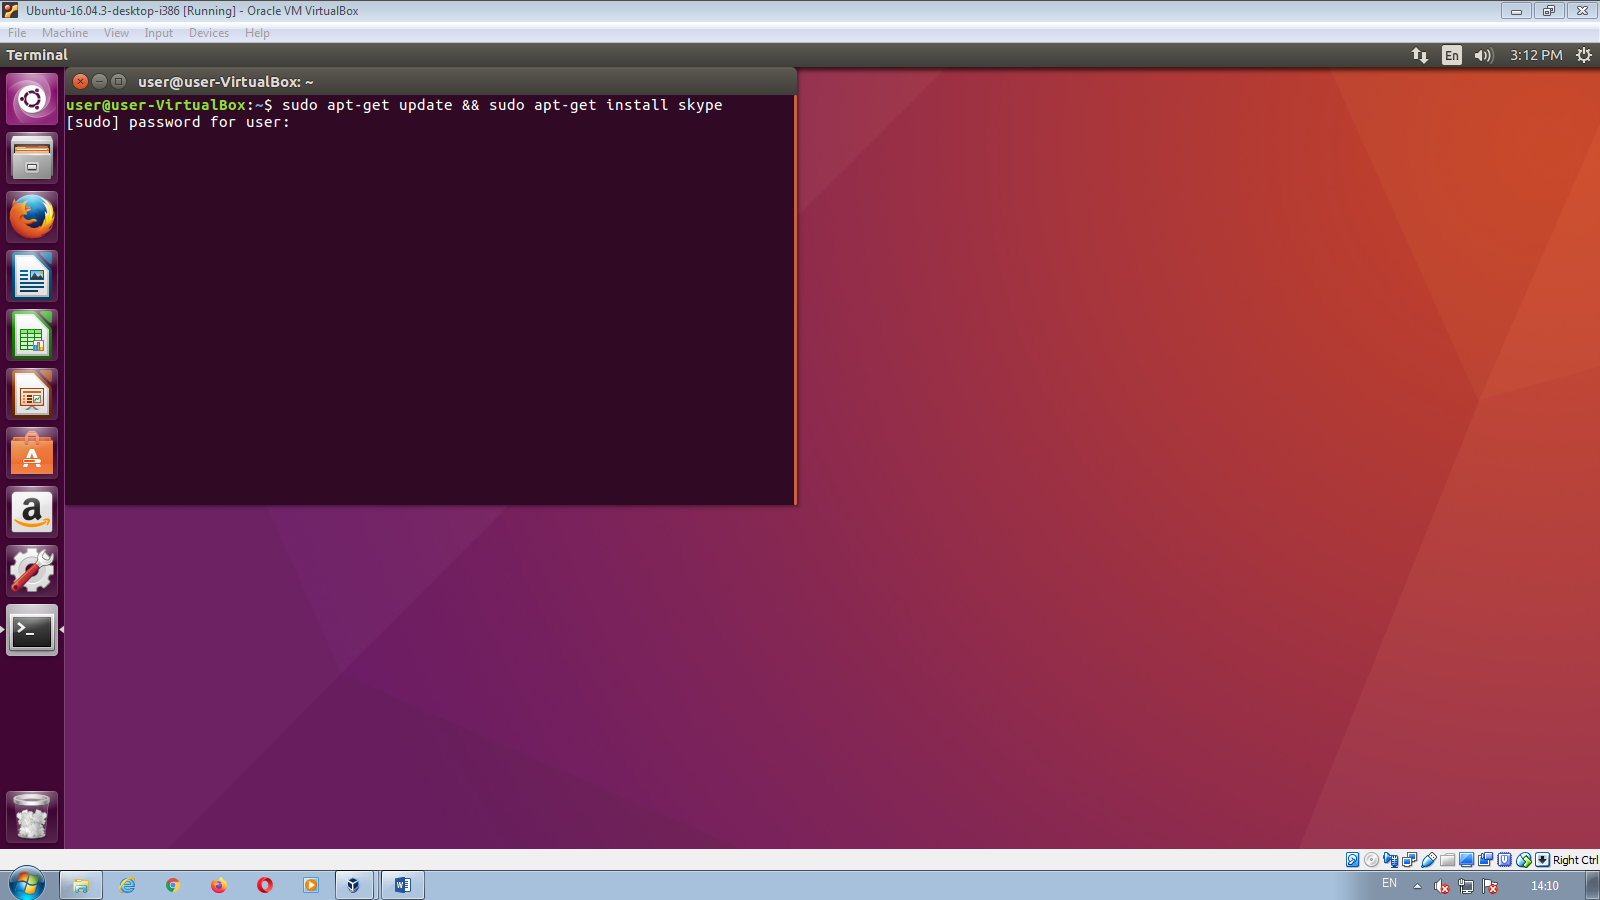 Ubuntu-16.04.3-desktop-i386 [Running] - Oracle VM VirtualBox
File Machine View Input Devices Help
Terminal En 3:12 PM
user@user-VirtualBox: ~
user@user-VirtualBox:~$ sudo apt-get update && sudo apt-get install skype
[sudo] password for user:
Right Ctrl
EN 14:10